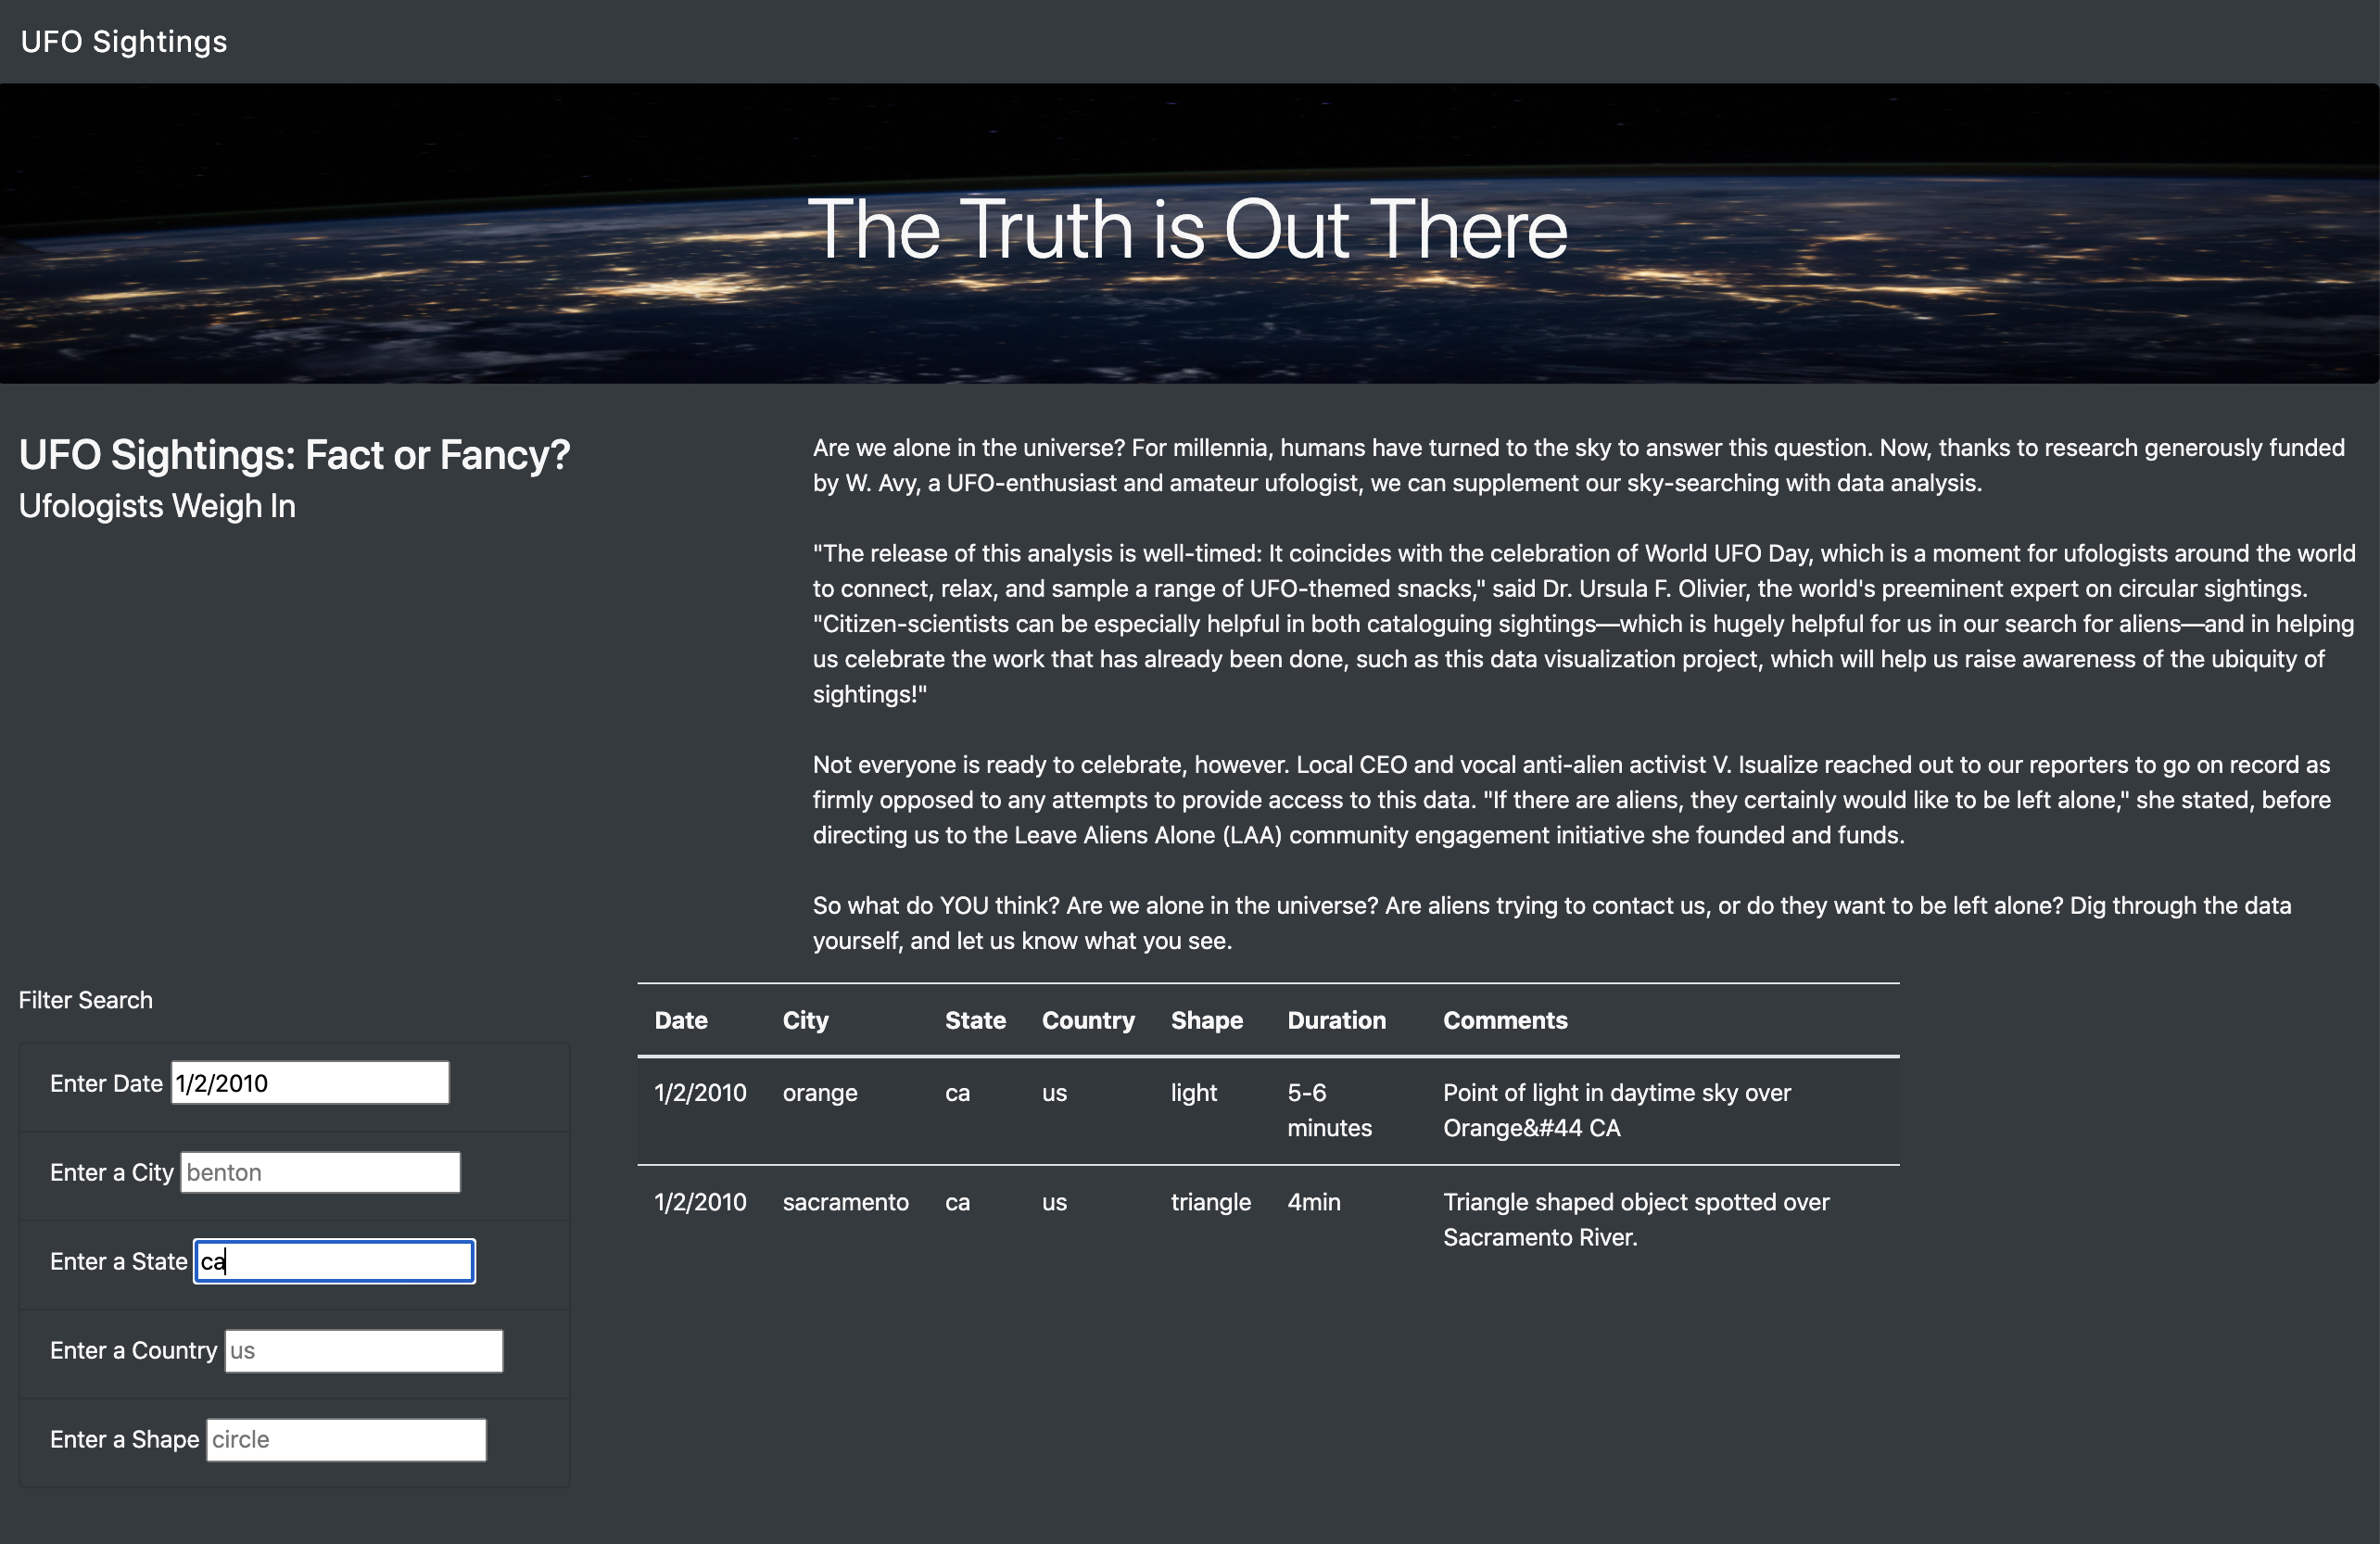 UFO Sightings
The Truth is Out There
UFO Sightings: Fact or Fancy?
Ufologists Weigh In
Are we alone in the universe? For millennia, humans have turned to the sky to answer this question. Now, thanks to research generously funded
by W. Avy, a UFO-enthusiast and amateur ufologist, we can supplement our sky-searching with data analysis.
"The release of this analysis is well-timed: It coincides with the celebration of World UFO Day, which is a moment for ufologists around the world
to connect, relax, and sample a range of UFO-themed snacks," said Dr. Ursula F. Olivier, the world's preeminent expert on circular sightings.
"Citizen-scientists can be especially helpful in both cataloguing sightings—which is hugely helpful for us in our search for aliens—and in helping
us celebrate the work that has already been done, such as this data visualization project, which will help us raise awareness of the ubiquity of
sightings!"
Not everyone is ready to celebrate, however. Local CEO and vocal anti-alien activist V. Isualize reached out to our reporters to go on record as
firmly opposed to any attempts to provide access to this data. "If there are aliens, they certainly would like to be left alone," she stated, before
directing us to the Leave Aliens Alone (LAA) community engagement initiative she founded and funds.
So what do YOU think? Are we alone in the universe? Are aliens trying to contact us, or do they want to be left alone? Dig through the data
yourself, and let us know what you see.
Filter Search
Enter Date 1/2/2010
Enter a City benton
Enter a State ca
Enter a Country us
Enter a Shape circle
Date City State Country Shape Duration Comments
1/2/2010 orange ca us light 5-6 Point of light in daytime sky over
minutes Orange&#44 CA
1/2/2010 sacramento ca us triangle 4min Triangle shaped object spotted over
Sacramento River.